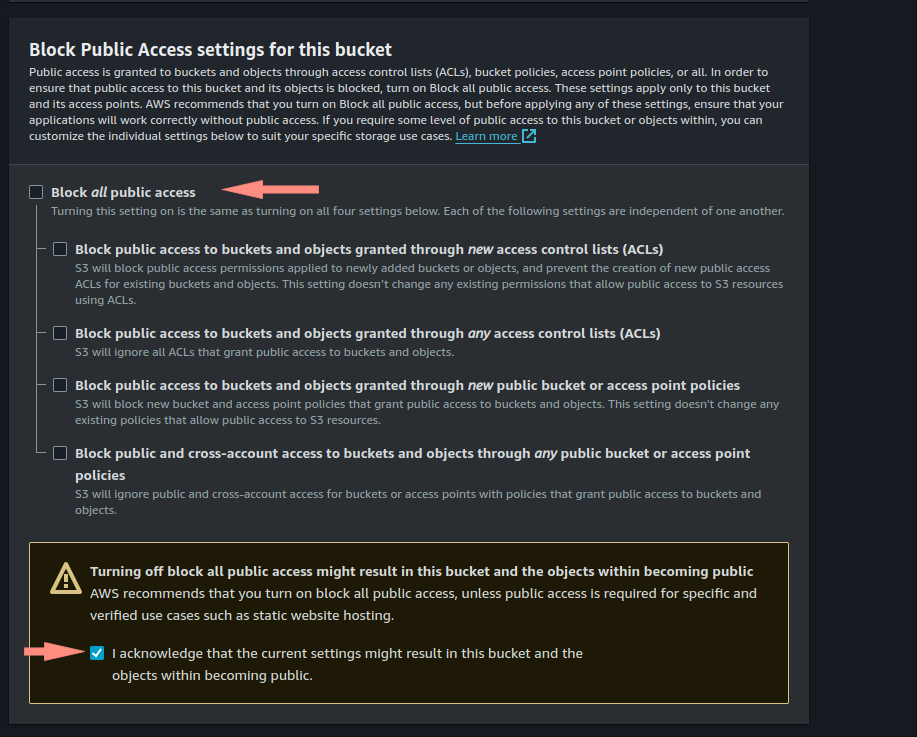 Block Public Access settings for this bucket
Public access is granted to buckets and objects through access control lists (ACLs), bucket policies, access point policies, or all. In order to
ensure that public access to this bucket and its objects is blocked, turn on Block all public access. These settings apply only to this bucket
and its access points. AWS recommends that you turn on Block all public access, but before applying any of these settings, ensure that your
applications will work correctly without public access. If you require some level of public access to this bucket or objects within, you can
customize the individual settings below to suit your specific storage use cases. Learn more
Block all public access
Turning this setting on is the same as turning on all four settings below. Each of the following settings are independent of one another.
Block public access to buckets and objects granted through new access control lists (ACLs)
S3 will block public access permissions applied to newly added buckets or objects, and prevent the creation of new public access
ACLs for existing buckets and objects. This setting doesn't change any existing permissions that allow public access to S3 resources
using ACLs.
Block public access to buckets and objects granted through any access control lists (ACLs)
S3 will ignore all ACLs that grant public access to buckets and objects.
Block public access to buckets and objects granted through new public bucket or access point policies
S3 will block new bucket and access point policies that grant public access to buckets and objects. This setting doesn't change any
existing policies that allow public access to S3 resources.
Block public and cross-account access to buckets and objects through any public bucket or access point
policies
S3 will ignore public and cross-account access for buckets or access points with policies that grant public access to buckets and
objects.
Turning off block all public access might result in this bucket and the objects within becoming public
AWS recommends that you turn on block all public access, unless public access is required for specific and
verified use cases such as static website hosting.
I acknowledge that the current settings might result in this bucket and the
objects within becoming public.